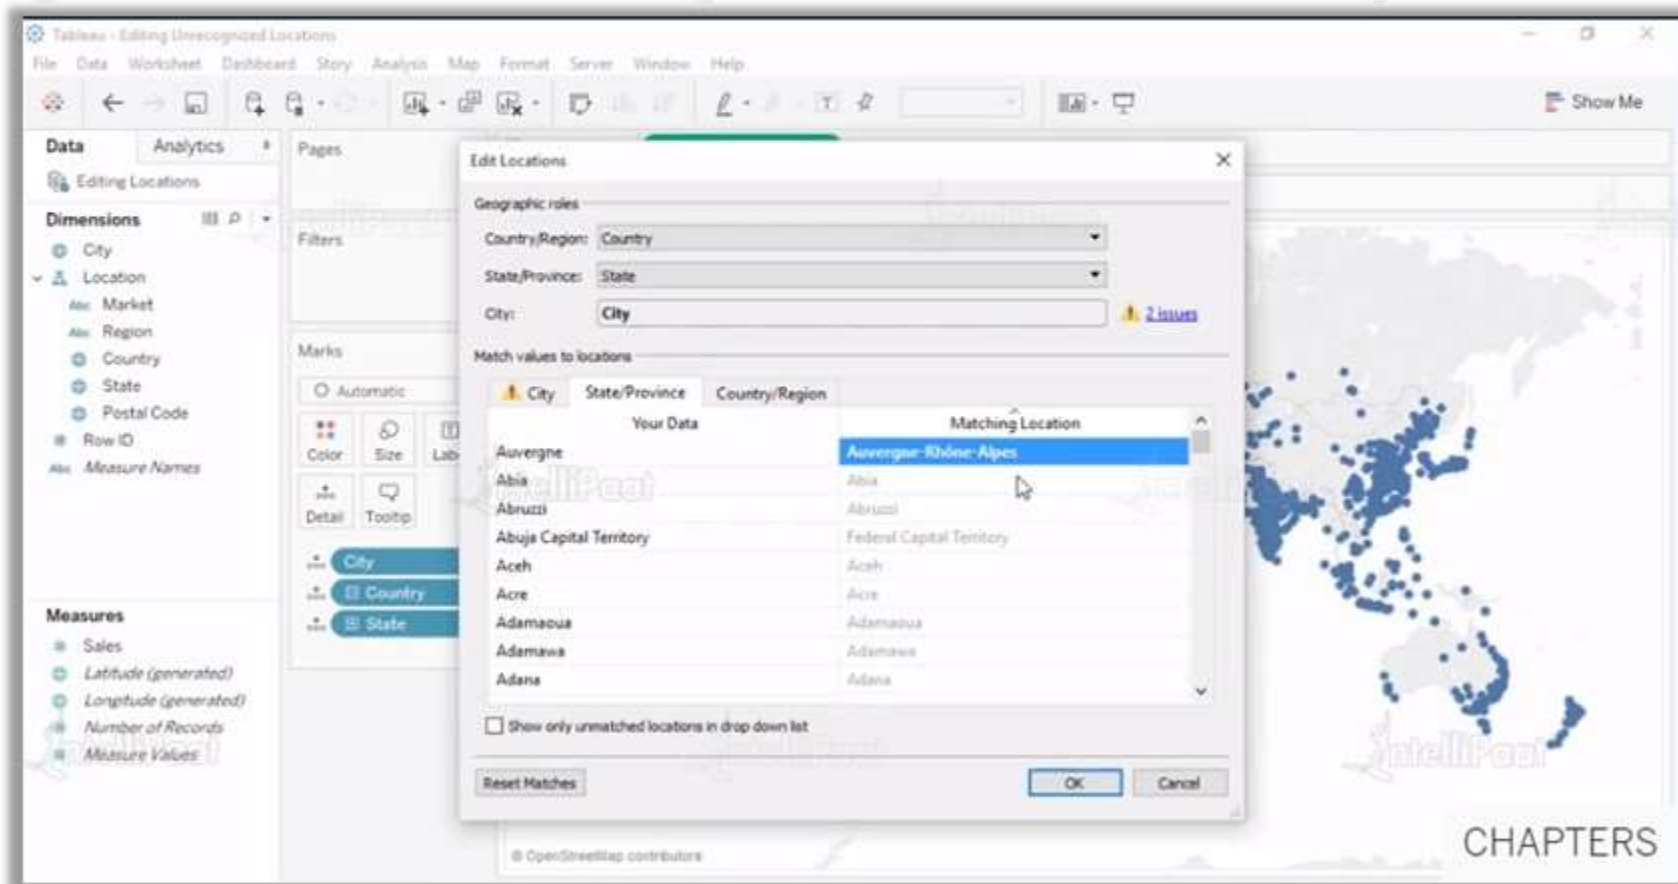 Tableau - Editing Unrecognized Locations
File Data Worksheet Dashboard Story Analysis Map Format Server Window Help
Show Me
Data Analytics
Editing Locations
Dimensions
City
Location
Abc Market
Abc Region
Country
State
Postal Code
# Row ID
Abc Measure Names
Measures
# Sales
Latitude (generated)
Longitude (generated)
Number of Records
# Measure Values
Pages
Filters
Marks
Automatic
Color Size
Detail Tooltip
City
Country
State
Edit Locations
Geographic roles
Country/Region: Country
State/Province: State
City: City 2 issues
Match values to locations
City State/Province Country/Region
Your Data Matching Location
Auvergne Auvergne-Rhône-Alpes
Abia Abia
Abruzzi Abruzzi
Abuja Capital Territory Federal Capital Territory
Aceh Aceh
Acre Acre
Adamaoua Adamaoua
Adamawa Adamawa
Adana Adana
Show only unmatched locations in drop down list
Reset Matches OK Cancel
© OpenStreetMap contributors
IntelliPaat
CHAPTERS